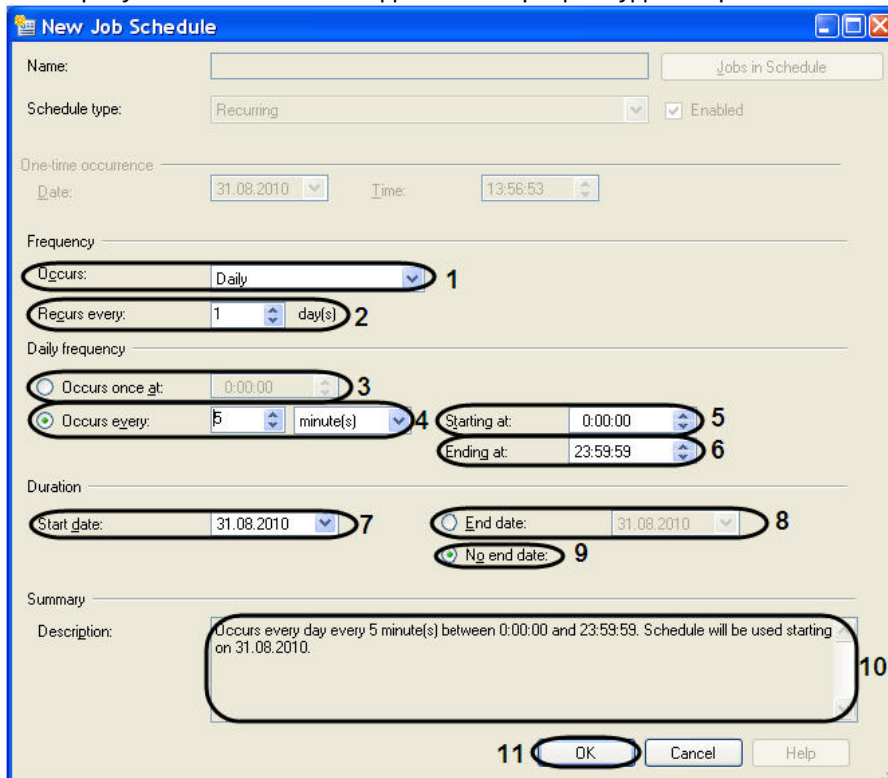 New Job Schedule
Name: Jobs in Schedule
Schedule type: Recurring Enabled
One-time occurrence
Date: 31.08.2010 Time: 13:56:53
Frequency
Occurs: Daily 1
Recurs every: 1 day(s) 2
Daily frequency
Occurs once at: 0:00:00 3
Occurs every: 5 minute(s) 4 Starting at: 0:00:00 5
Ending at: 23:59:59 6
Duration
Start date: 31.08.2010 7 End date: 31.08.2010 8
No end date: 9
Summary
Description: Occurs every day every 5 minute(s) between 0:00:00 and 23:59:59. Schedule will be used starting
on 31.08.2010.
10
11 OK Cancel Help